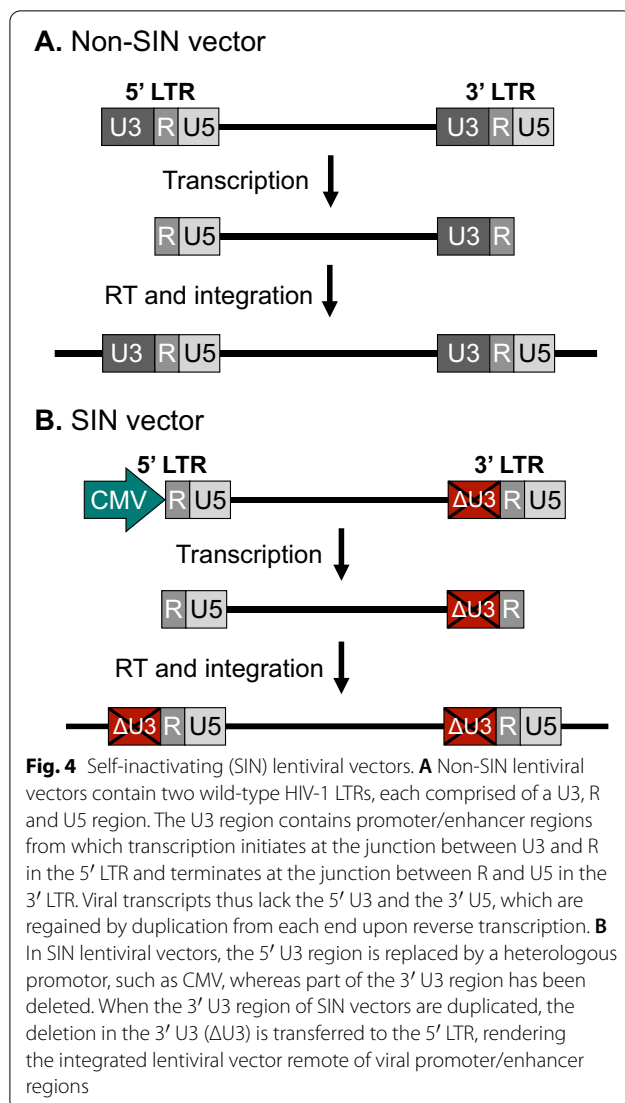 A. Non-SIN vector
5′ LTR 3′ LTR
U3 R U5 U3 R U5
Transcription
R U5 U3 R
RT and integration
U3 R U5 U3 R U5
B. SIN vector
5′ LTR 3′ LTR
CMV R U5 ΔU3 R U5
Transcription
R U5 ΔU3 R
RT and integration
ΔU3 R U5 ΔU3 R U5
Fig. 4 Self-inactivating (SIN) lentiviral vectors. A Non-SIN lentiviral
vectors contain two wild-type HIV-1 LTRs, each comprised of a U3, R
and U5 region. The U3 region contains promoter/enhancer regions
from which transcription initiates at the junction between U3 and R
in the 5′ LTR and terminates at the junction between R and U5 in the
3′ LTR. Viral transcripts thus lack the 5′ U3 and the 3′ U5, which are
regained by duplication from each end upon reverse transcription. B
In SIN lentiviral vectors, the 5′ U3 region is replaced by a heterologous
promotor, such as CMV, whereas part of the 3′ U3 region has been
deleted. When the 3′ U3 region of SIN vectors are duplicated, the
deletion in the 3′ U3 (ΔU3) is transferred to the 5′ LTR, rendering
the integrated lentiviral vector remote of viral promoter/enhancer
regions